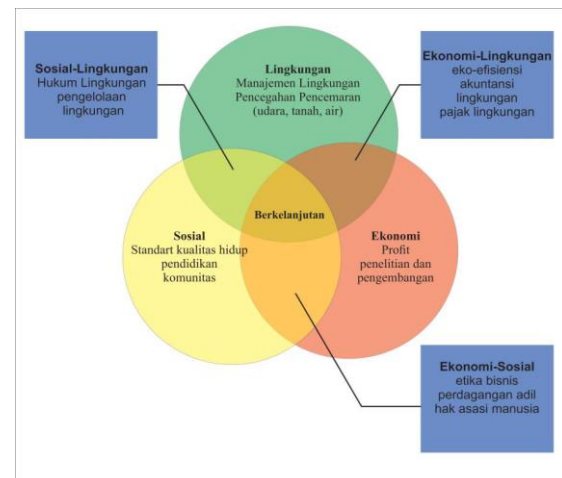 Sosial-Lingkungan
Hukum Lingkungan
pengelolaan
lingkungan
Lingkungan
Manajemen Lingkungan
Pencegahan Pencemaran
(udara, tanah, air)
Ekonomi-Lingkungan
eko-efisiensi
akuntansi
lingkungan
pajak lingkungan
Berkelanjutan
Sosial
Standart kualitas hidup
pendidikan
komunitas
Ekonomi
Profit
penelitian dan
pengembangan
Ekonomi-Sosial
etika bisnis
perdagangan adil
hak asasi manusia